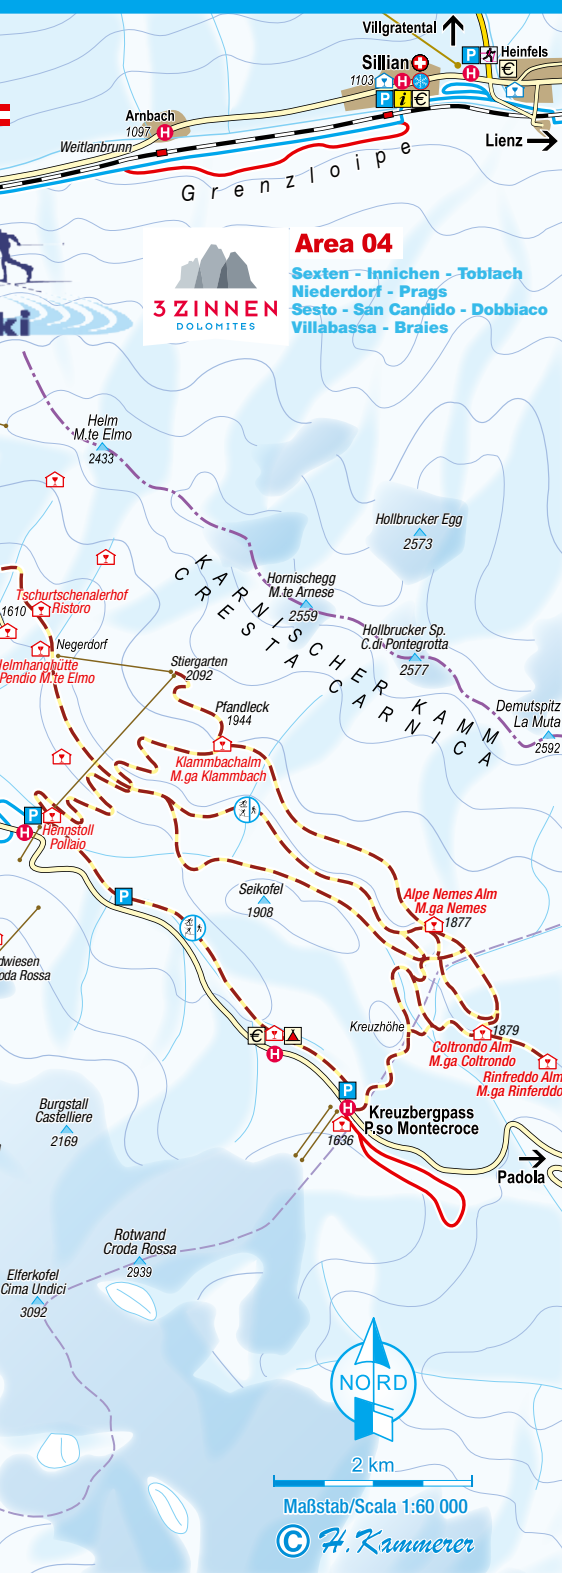 Villgratental
Sillian
Heinfels
1103
H
H
P
€
P
i
€
Arnbach
1097
H
Weitlanbrunn
Lienz
Grenzloipe
Area 04
3 ZINNEN
DOLOMITES
Sexten - Innichen - Toblach
Niederdorf - Prags
Sesto - San Candido - Dobbiaco
Villabassa - Braies
ki
Helm
M.te Elmo
2433
Hollbrucker Egg
2573
KARNISCHER KAMM
CRESTA CARNICA
Hornischegg
M.te Arnese
2559
Tschurtschenalerhof
Ristoro
1610
Hollbrucker Sp.
C.di Pontegrotta
2577
Negerdorf
Helmhanghütte
Pendio M.te Elmo
Stiergarten
2092
Pfandleck
1944
Demutspitz
La Muta
2592
Klammbachalm
M.ga Klammbach
P
H
Hennstoll
Pollaio
P
Seikofel
1908
Alpe Nemes Alm
M.ga Nemes
1877
dwiesen
oda Rossa
Kreuzhöhe
1879
€
H
Coltrondo Alm
M.ga Coltrondo
Rinfreddo Alm
M.ga Rinferddo
P
H
Kreuzbergpass
P.so Montecroce
1636
Burgstall
Castelliere
2169
Padola
Rotwand
Croda Rossa
2939
Elferkofel
Cima Undici
3092
NORD
2 km
Maßstab/Scala 1:60 000
© H.Kammerer